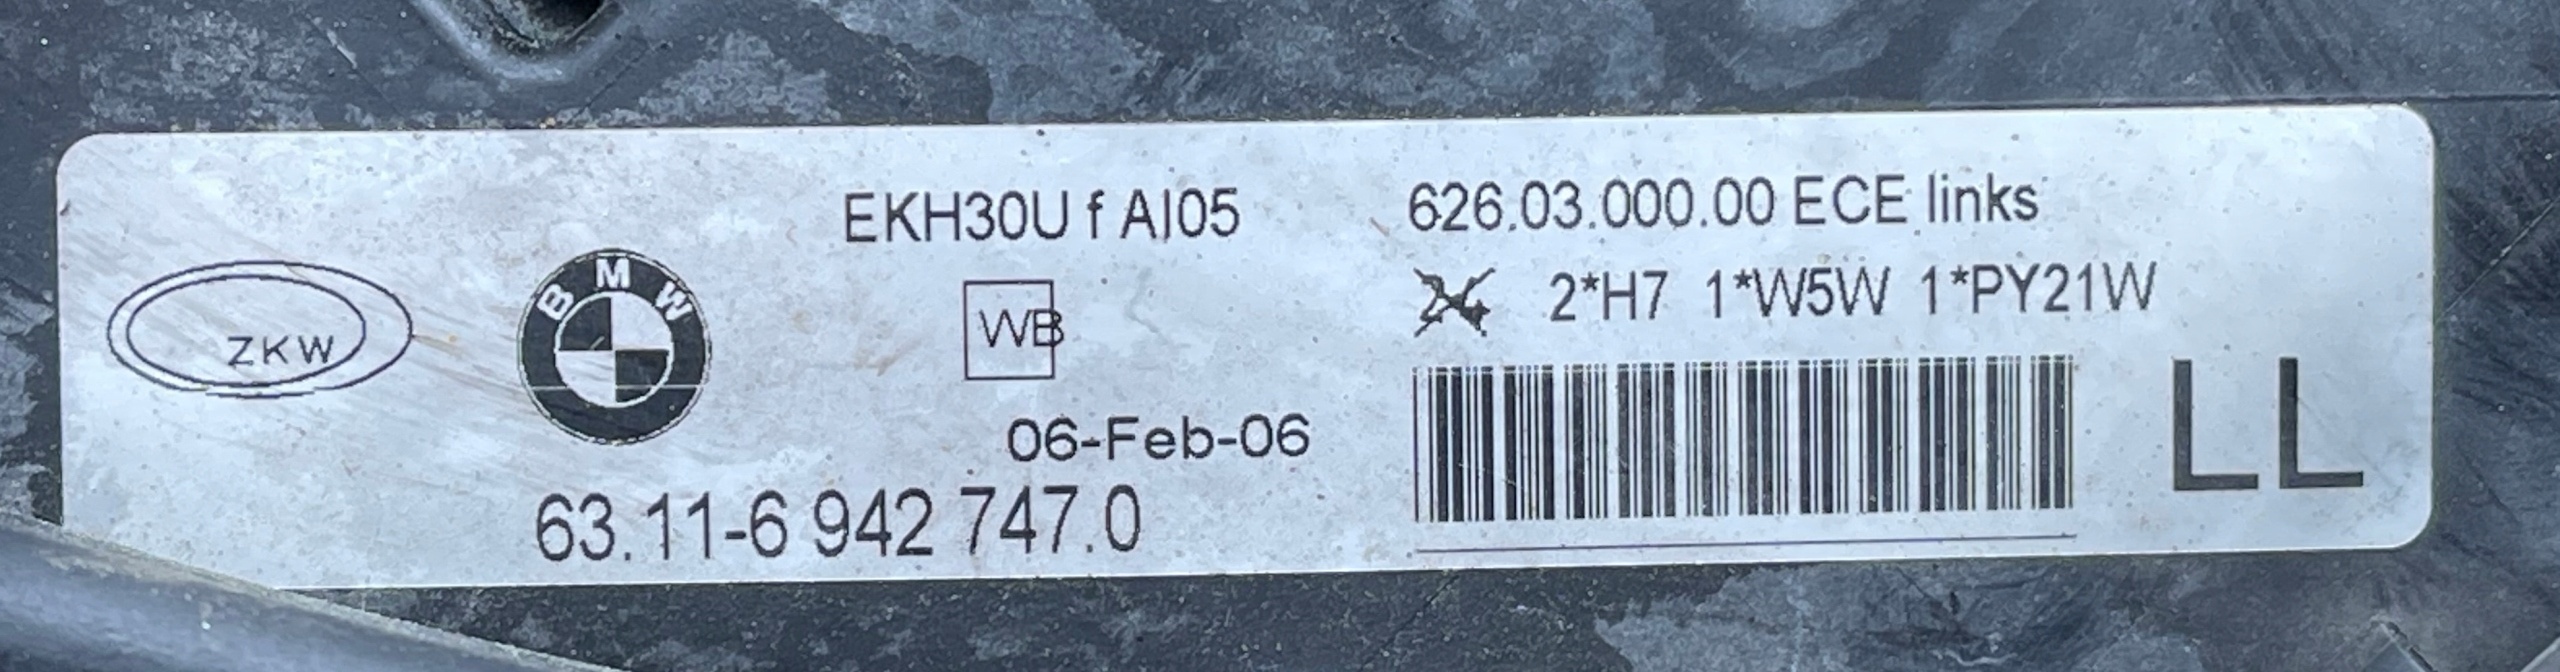 EKH30U f AI05
626.03.000.00 ECE links
2*H7 1*W5W 1*PY21W
ZKW
BMW
WB
06-Feb-06
63.11-6 942 747.0
LL